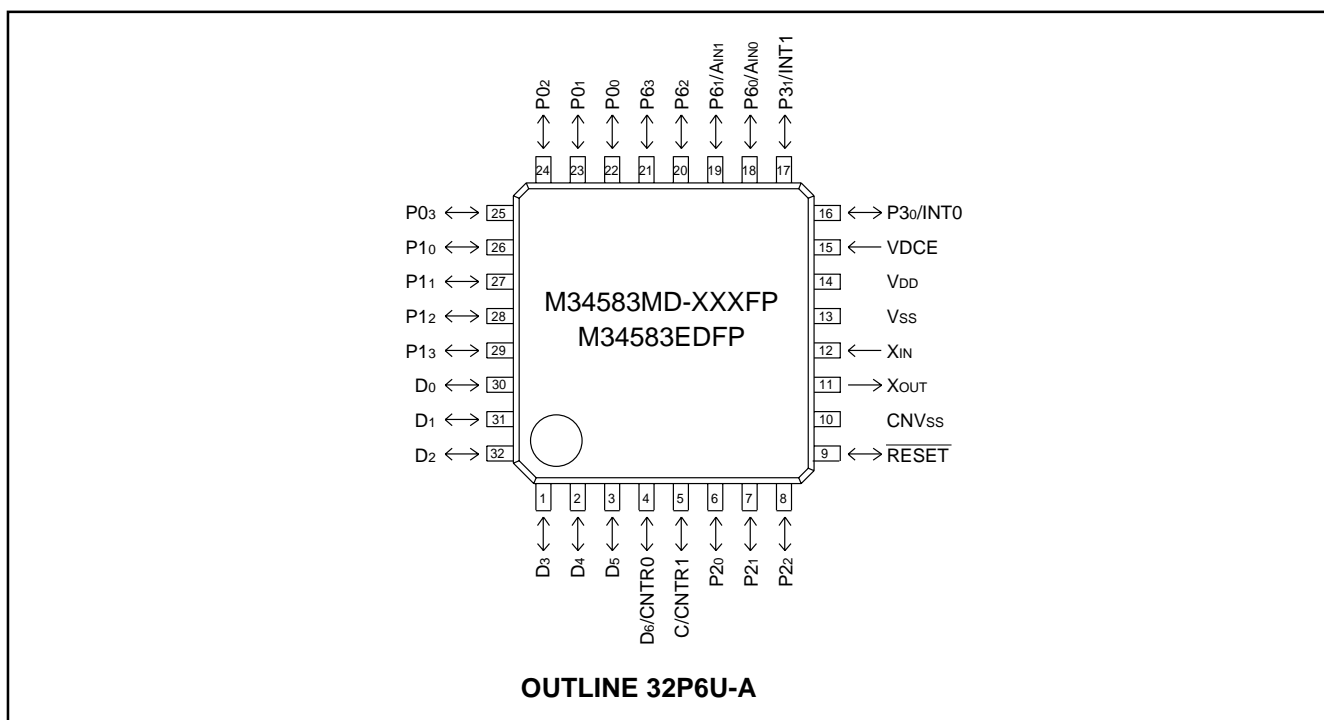 P02
P01
P00
P63
P62
P61/AIN1
P60/AIN0
P31/INT1
24
23
22
21
20
19
18
17
P03
25
P10
26
P11
27
P12
28
P13
29
D0
30
D1
31
D2
32
M34583MD-XXXFP
M34583EDFP
16
P30/INT0
15
VDCE
14
VDD
13
VSS
12
XIN
11
XOUT
10
CNVSS
9
RESET
1
2
3
4
5
6
7
8
D3
D4
D5
D6/CNTR0
C/CNTR1
P20
P21
P22
OUTLINE 32P6U-A